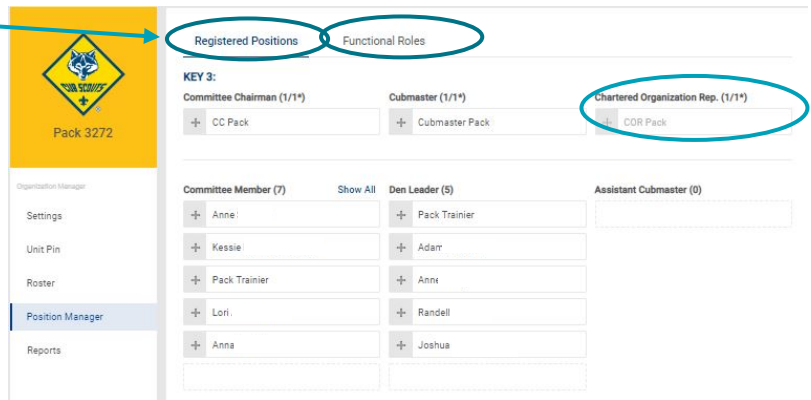 CUB SCOUTS
Pack 3272
Organization Manager
Settings
Unit Pin
Roster
Position Manager
Reports
Registered Positions Functional Roles
KEY 3:
Committee Chairman (1/1*) Cubmaster (1/1*) Chartered Organization Rep. (1/1*)
CC Pack Cubmaster Pack COR Pack
Committee Member (7) Show All Den Leader (5) Assistant Cubmaster (0)
Anne Pack Trainier
Kessie Adam
Pack Trainier Anne
Lori Randell
Anna Joshua